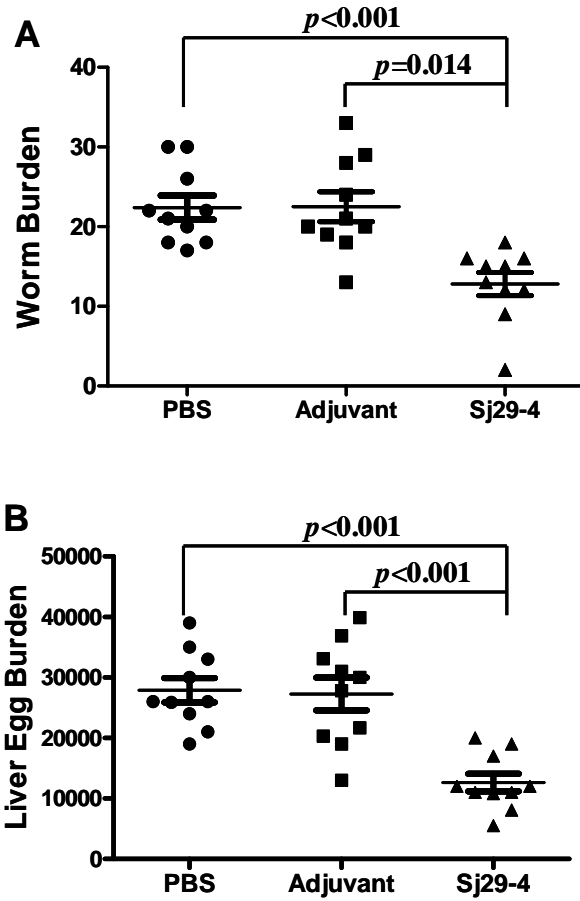 A
p<0.001
p=0.014
40
30
20
10
0
Worm Burden
PBS Adjuvant Sj29-4
B
p<0.001
p<0.001
50000
40000
30000
20000
10000
0
Liver Egg Burden
PBS Adjuvant Sj29-4